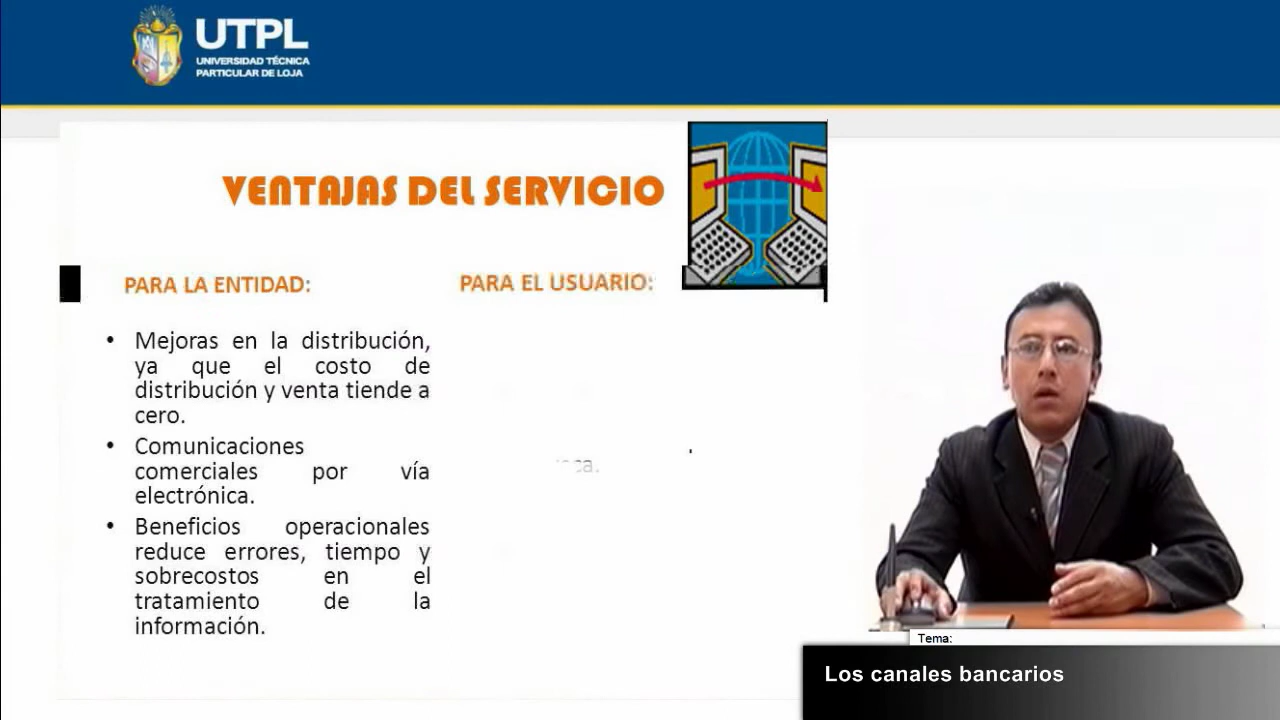 UTPL
UNIVERSIDAD TÉCNICA
PARTICULAR DE LOJA
VENTAJAS DEL SERVICIO
PARA LA ENTIDAD:
• Mejoras en la distribución,
ya que el costo de
distribución y venta tiende a
cero.
• Comunicaciones
comerciales por vía
electrónica.
• Beneficios operacionales
reduce errores, tiempo y
sobrecostos en el
tratamiento de la
información.
PARA EL USUARIO:
Tema:
Los canales bancarios